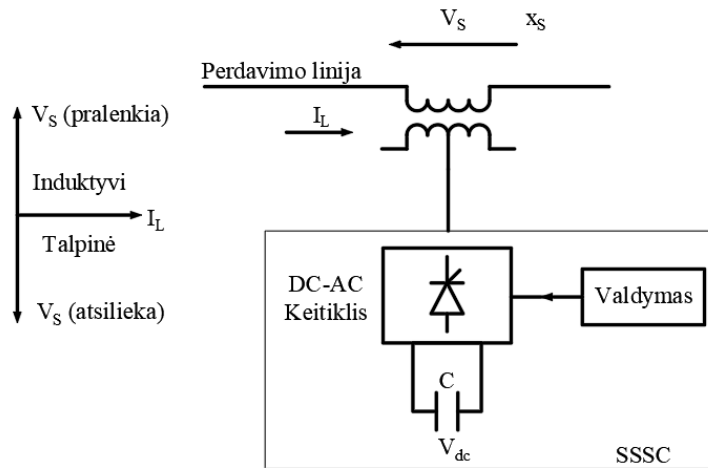 V_S x_S
Perdavimo linija
I_L
V_S (pralenkia)
Induktyvi
I_L
Talpinė
V_S (atsilieka)
DC-AC
Keitiklis
Valdymas
C
V_dc
SSSC